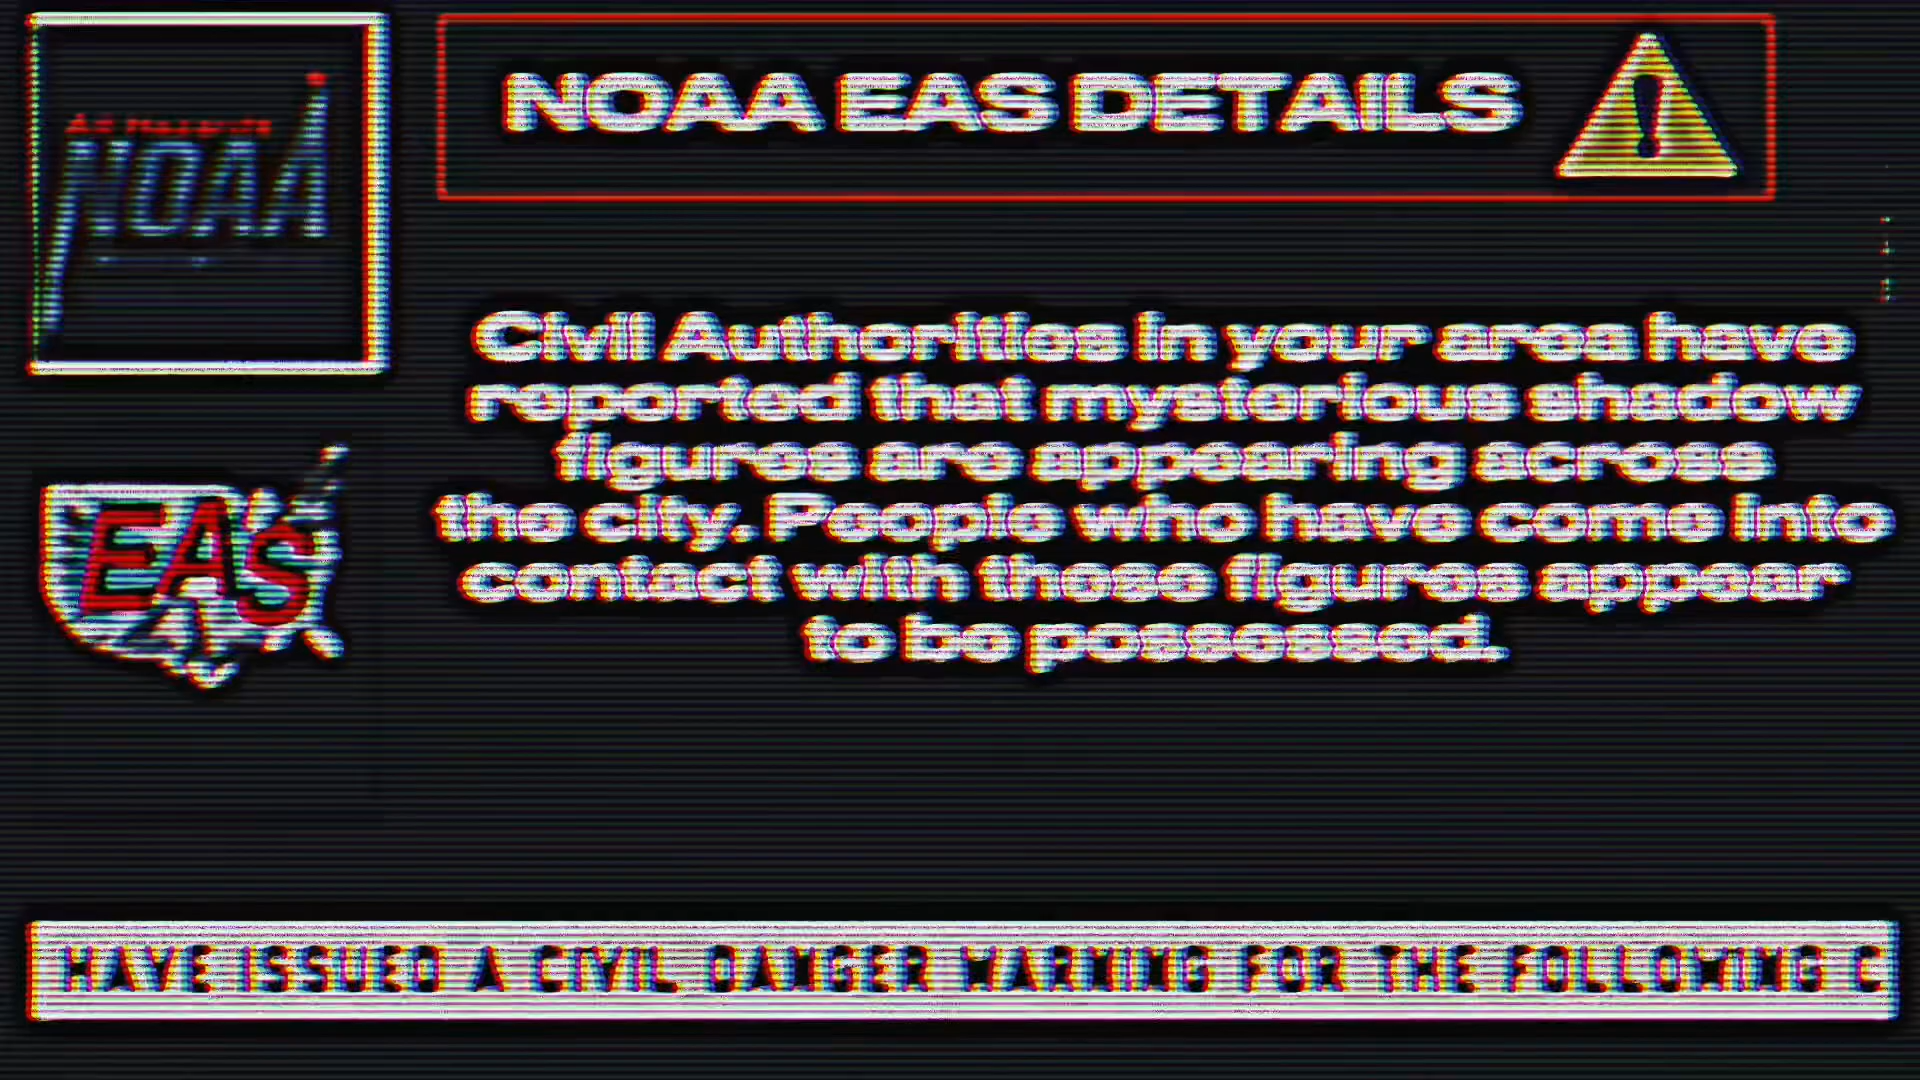 NOAA EAS DETAILS
All Hazards
NOAA
Civil Authorities in your area have
reported that mysterious shadow
figures are appearing across
the city. People who have come into
contact with these figures appear
to be possessed.
EAS
HAVE ISSUED A CIVIL DANGER WARNING FOR THE FOLLOWING C